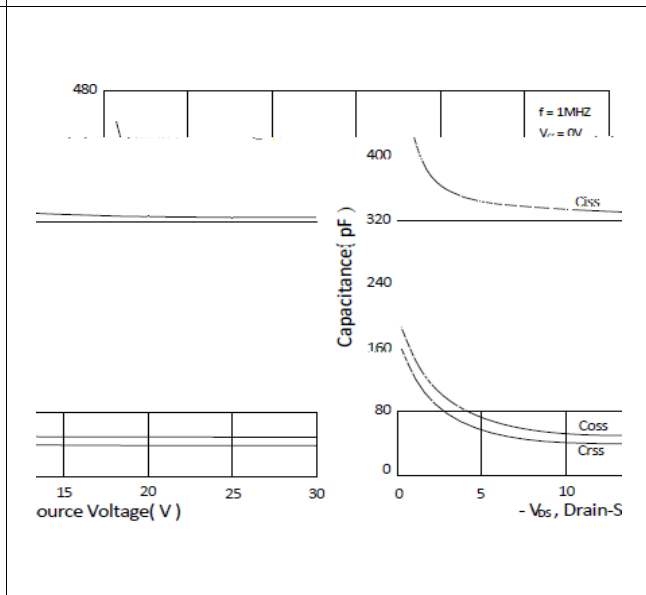 480
f = 1MHZ
400
Ciss
320
Capacitance( pF )
240
160
80
Coss
Crss
0
15 20 25 30
0 5 10
ource Voltage( V )
- VDS , Drain-S